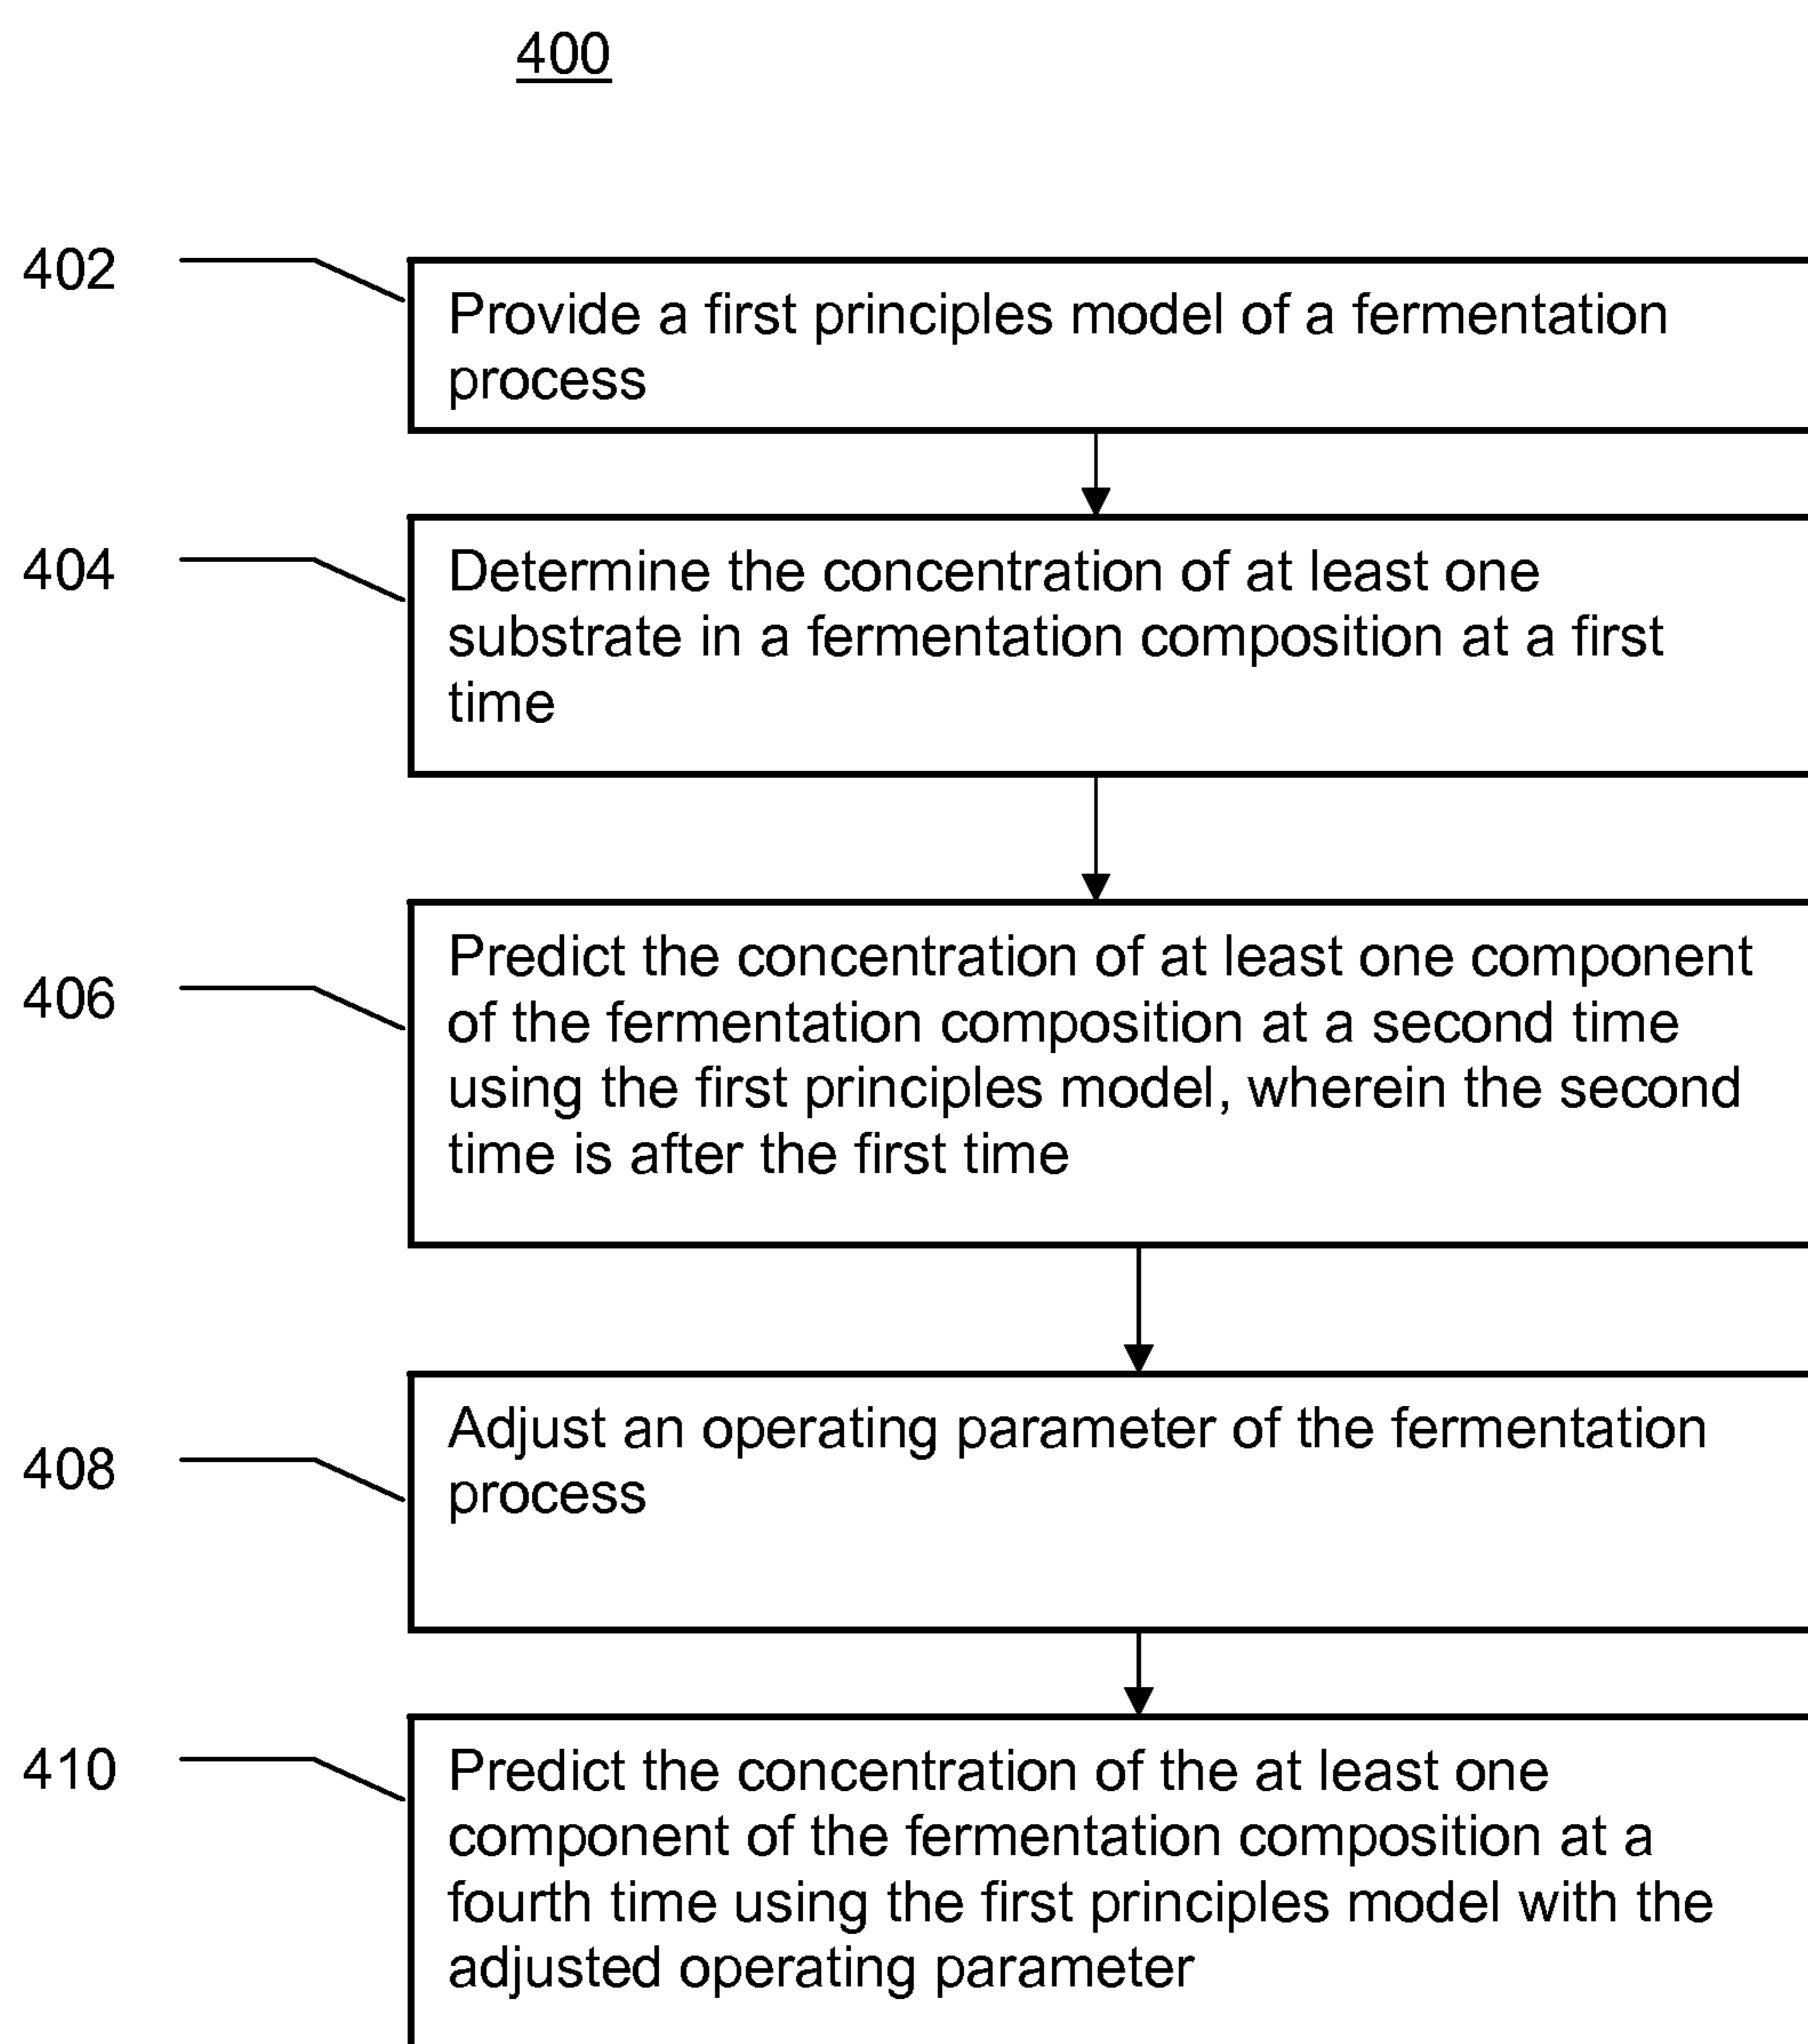 400
402
Provide a first principles model of a fermentation
process
404
Determine the concentration of at least one
substrate in a fermentation composition at a first
time
406
Predict the concentration of at least one component
of the fermentation composition at a second time
using the first principles model, wherein the second
time is after the first time
408
Adjust an operating parameter of the fermentation
process
410
Predict the concentration of the at least one
component of the fermentation composition at a
fourth time using the first principles model with the
adjusted operating parameter